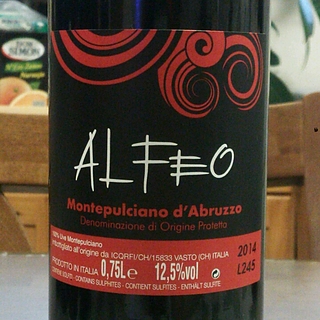 ALFEO
Montepulciano d'Abruzzo
Denominazione di Origine Protetta
100% Uve Montepulciano
imbottigliato all'origine da ICQRF/CH/15833 VASTO (CH) ITALIA
PRODOTTO IN ITALIA 0,75L e 12,5%vol
CONTIENE SOLFITI - CONTAINS SULPHITES - CONTIENT SULFITES - ENTHÄLT SULFITE
2014
L245